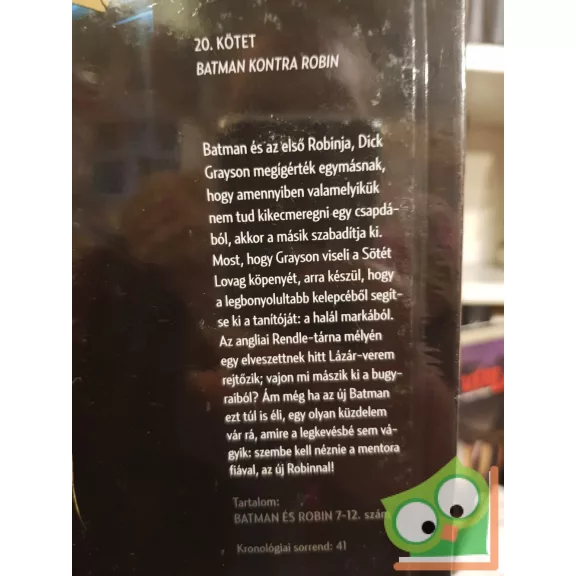 20. KÖTET
BATMAN KONTRA ROBIN
Batman és az első Robinja, Dick
Grayson megígérték egymásnak,
hogy amennyiben valamelyikük
nem tud kikecmeregni egy csapdá-
ból, akkor a másik szabadítja ki.
Most, hogy Grayson viseli a Sötét
Lovag köpenyét, arra készül, hogy
a legbonyolultabb kelepcéből segít-
se ki a tanítóját: a halál markából.
Az angliai Rendle-tárna mélyén
egy elveszettnek hitt Lázár-verem
rejtőzik; vajon mi mászik ki a bugy-
raiból? Ám még ha az új Batman
ezt túl is éli, egy olyan küzdelem
vár rá, amire a legkevésbé sem vá-
gyik: szembe kell néznie a mentora
fiával, az új Robinnal!
Tartalom:
BATMAN ÉS ROBIN 7-12. szám
Kronológiai sorrend: 41